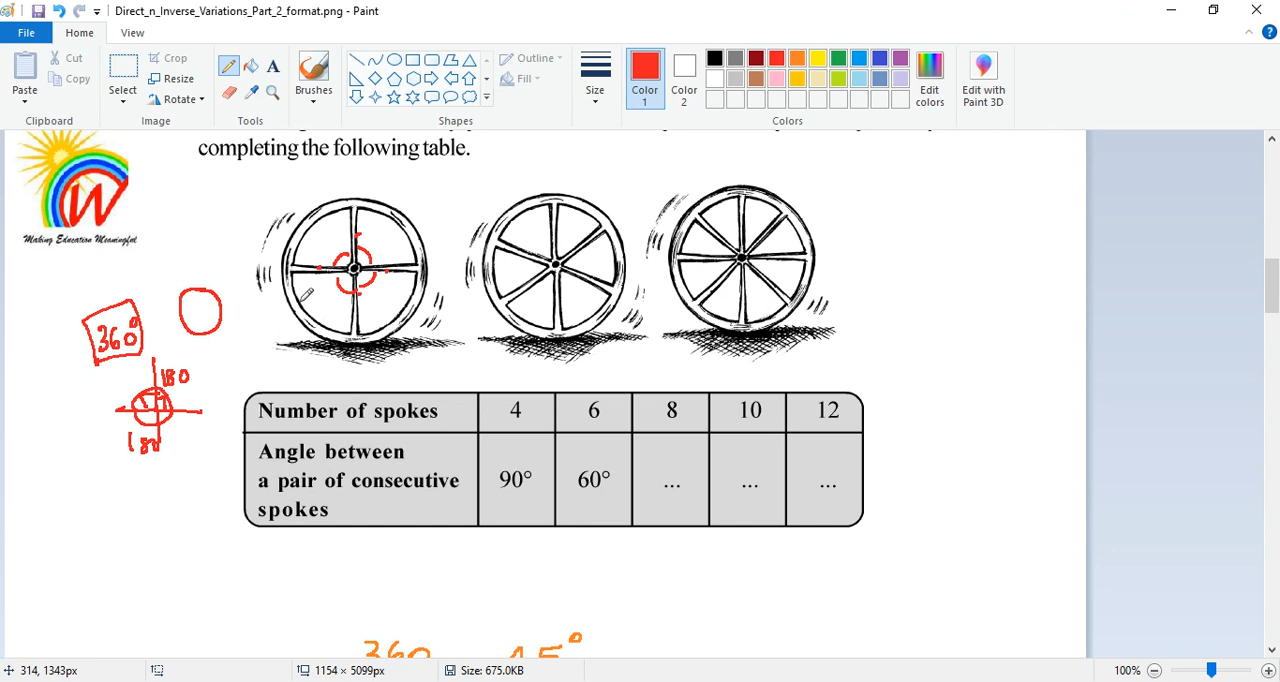 Direct_n_Inverse_Variations_Part_2_format.png - Paint
File Home View
Paste
Cut
Copy
Clipboard
Select
Crop
Resize
Rotate
Image
A
Tools
Brushes
Shapes
Outline
Fill
Size
Color 1
Color 2
Edit colors
Edit with Paint 3D
Colors
completing the following table.
W
Making Education Meaningful
360°
180
180
Number of spokes 4 6 8 10 12
Angle between
a pair of consecutive 90° 60° ... ... ...
spokes
360 45°
314, 1343px
1154 × 5099px
Size: 675.0KB
100%